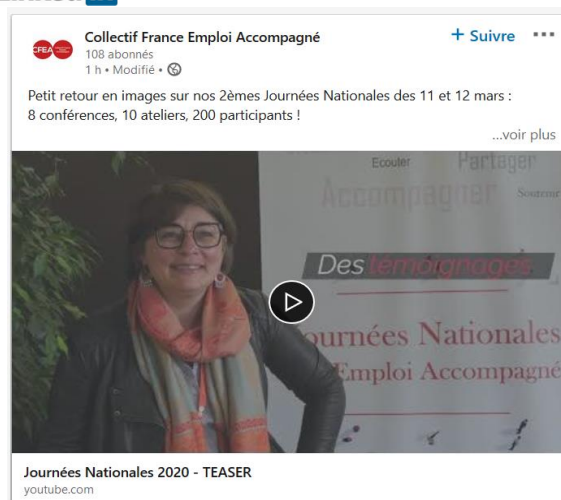 Collectif France Emploi Accompagné
+ Suivre
CFEA
108 abonnés
1 h • Modifié •
Petit retour en images sur nos 2èmes Journées Nationales des 11 et 12 mars :
8 conférences, 10 ateliers, 200 participants !
...voir plus
Ecouter
Partager
Accompagner
Soutenir
Des témoignages
Journées Nationales
Emploi Accompagné
Journées Nationales 2020 - TEASER
youtube.com